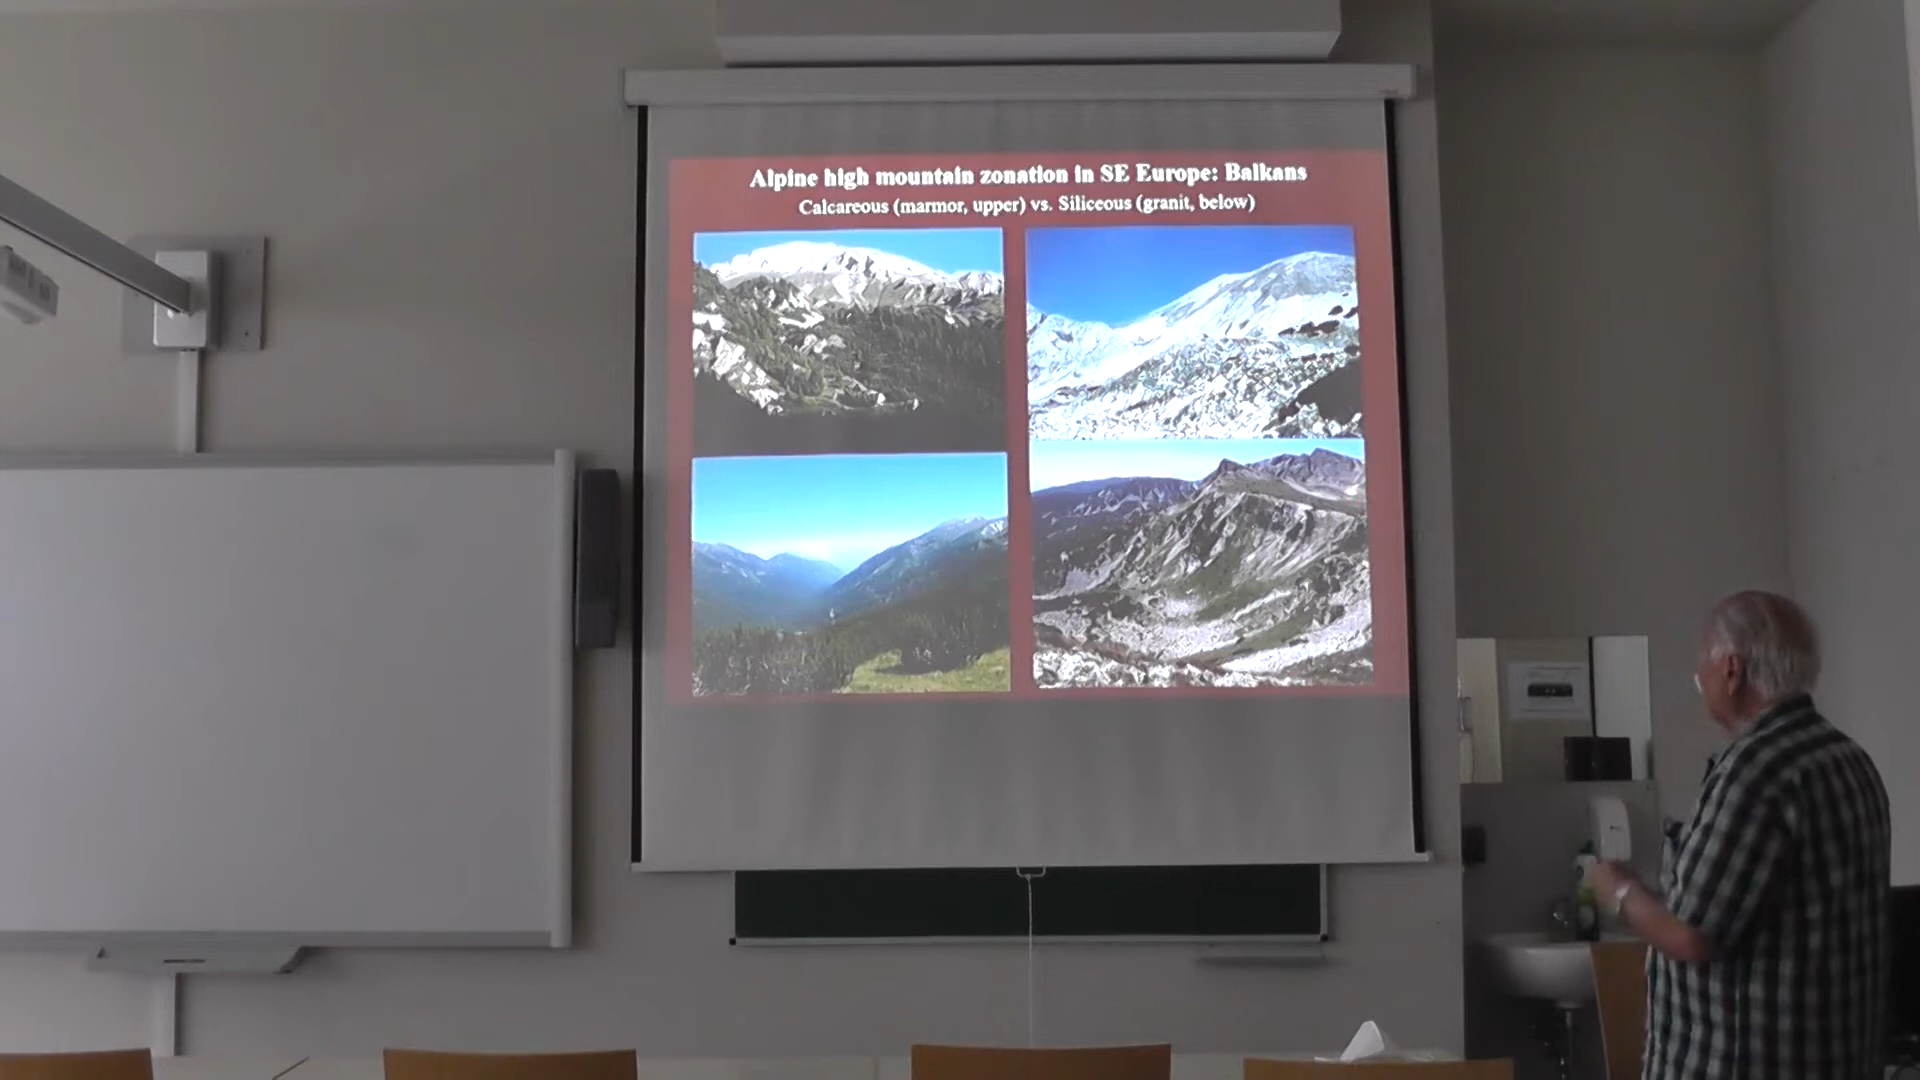 Alpine high mountain zonation in SE Europe: Balkans
Calcareous (marmor, upper) vs. Siliceous (granit, below)